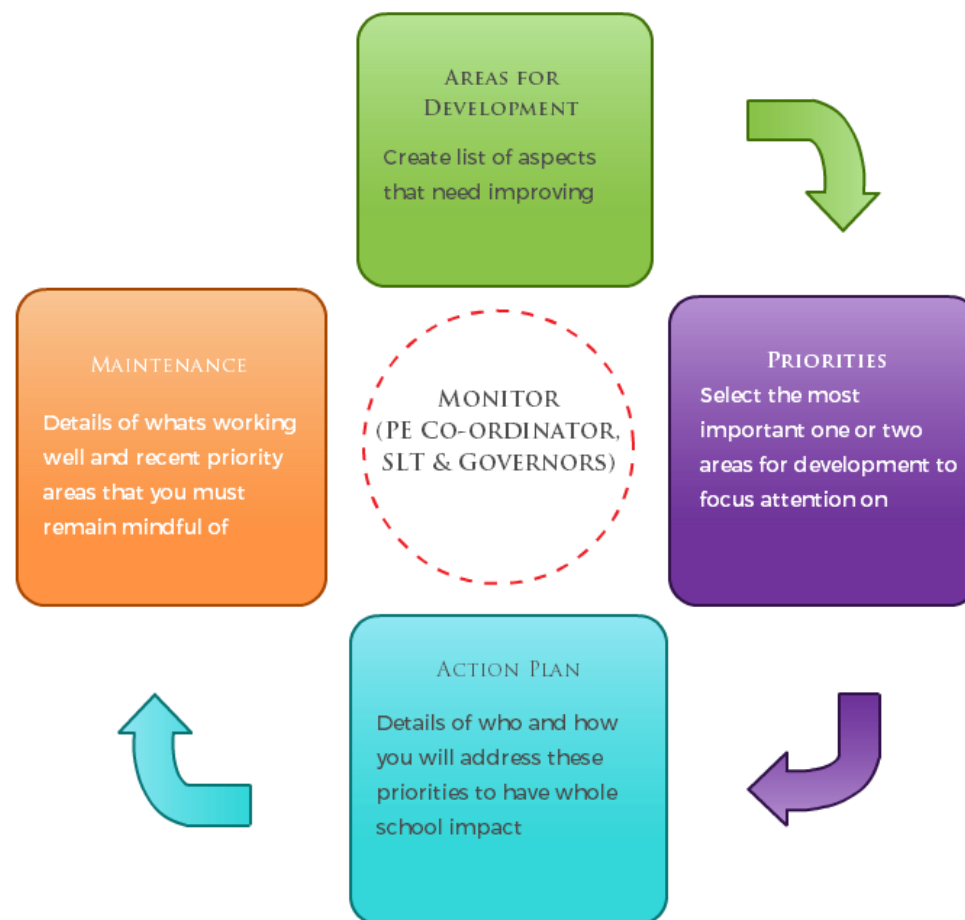 Areas for
Development
Create list of aspects
that need improving
Priorities
Select the most
important one or two
areas for development to
focus attention on
Action Plan
Details of who and how
you will address these
priorities to have whole
school impact
Maintenance
Details of whats working
well and recent priority
areas that you must
remain mindful of
Monitor
(PE Co-ordinator,
SLT & Governors)